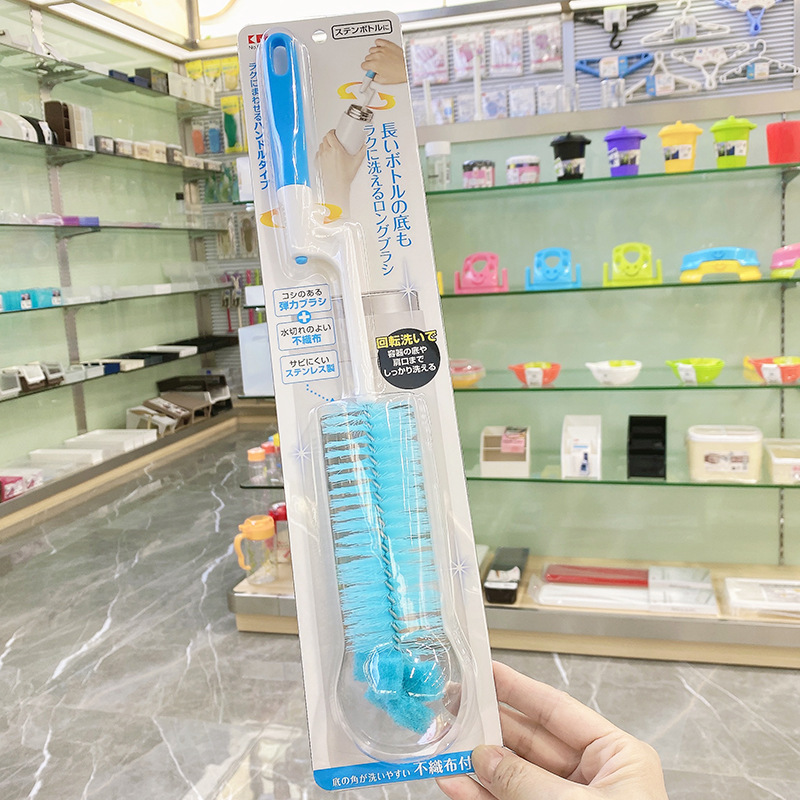 ステンボトルに
ラクにまわせるハンドルタイプ
長いボトルの底も
ラクに洗えるロングブラシ
コシのある
弾力ブラシ
+
水切れのよい
不織布
サビにくい
ステンレス製
回転洗いで
容器の底や
肩口まで
しっかり洗える
底の角が洗いやすい 不織布付